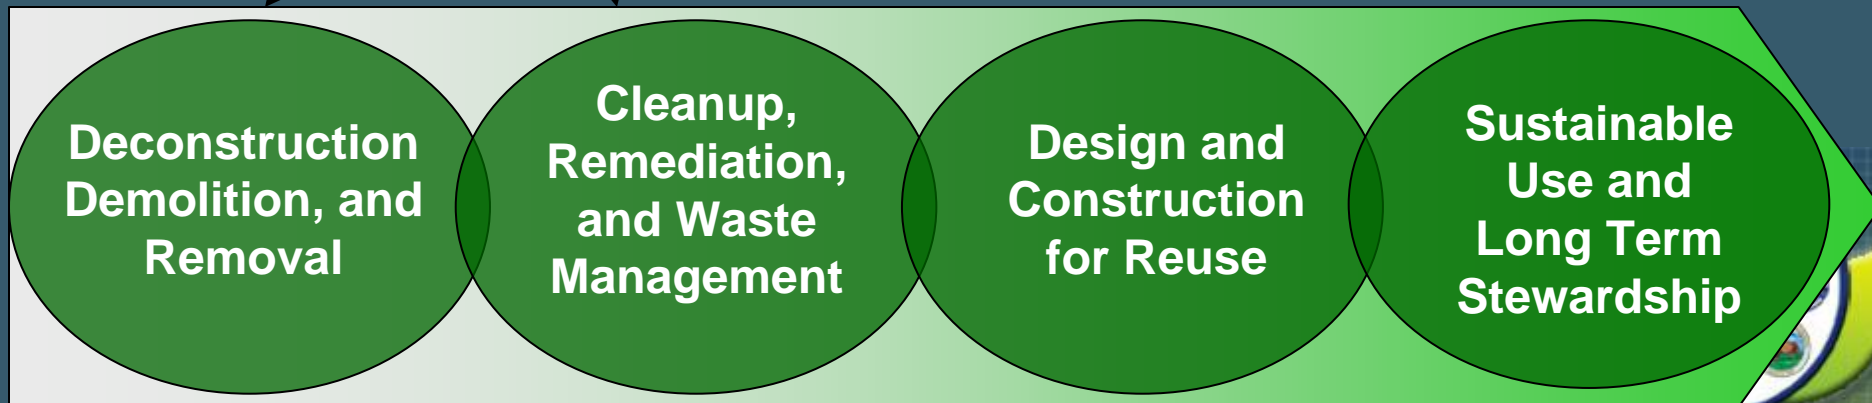 Deconstruction
Demolition, and
Removal
Cleanup,
Remediation,
and Waste
Management
Design and
Construction
for Reuse
Sustainable
Use and
Long Term
Stewardship